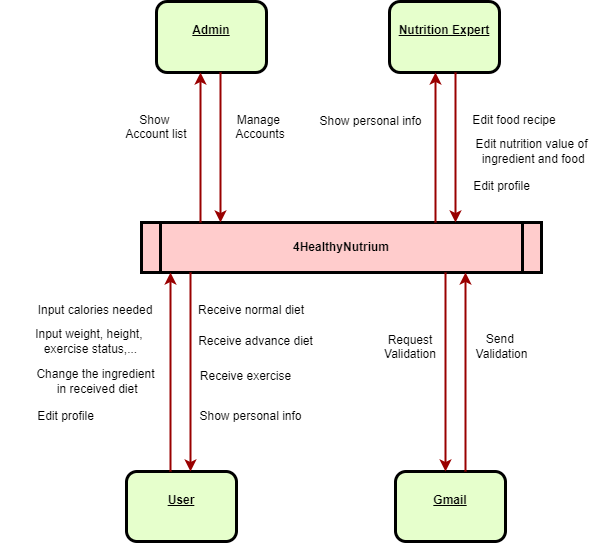 Admin
Nutrition Expert
Show
Account list
Manage
Accounts
Show personal info
Edit food recipe
Edit nutrition value of
ingredient and food
Edit profile
4HealthyNutrium
Input calories needed
Input weight, height,
exercise status,...
Change the ingredient
in received diet
Edit profile
Receive normal diet
Receive advance diet
Receive exercise
Show personal info
Request
Validation
Send
Validation
User
Gmail